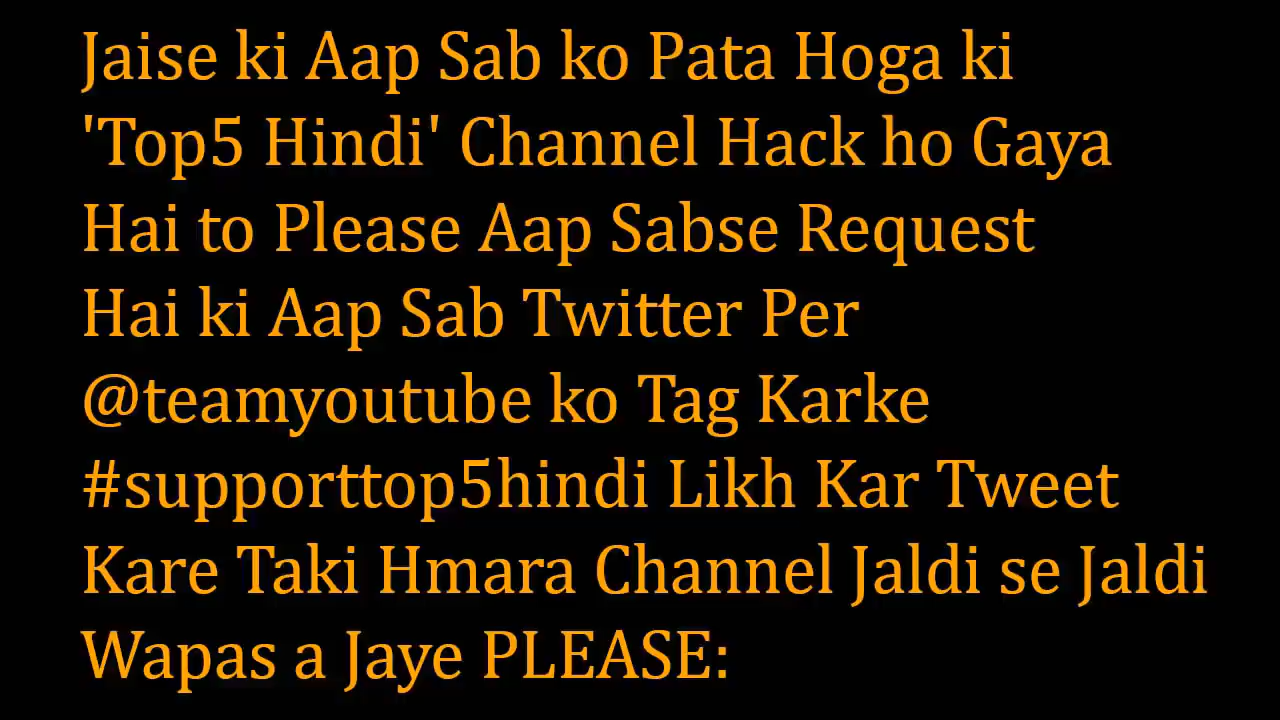 Jaise ki Aap Sab ko Pata Hoga ki
'Top5 Hindi' Channel Hack ho Gaya
Hai to Please Aap Sabse Request
Hai ki Aap Sab Twitter Per
@teamyoutube ko Tag Karke
#supporttop5hindi Likh Kar Tweet
Kare Taki Hmara Channel Jaldi se Jaldi
Wapas a Jaye PLEASE: